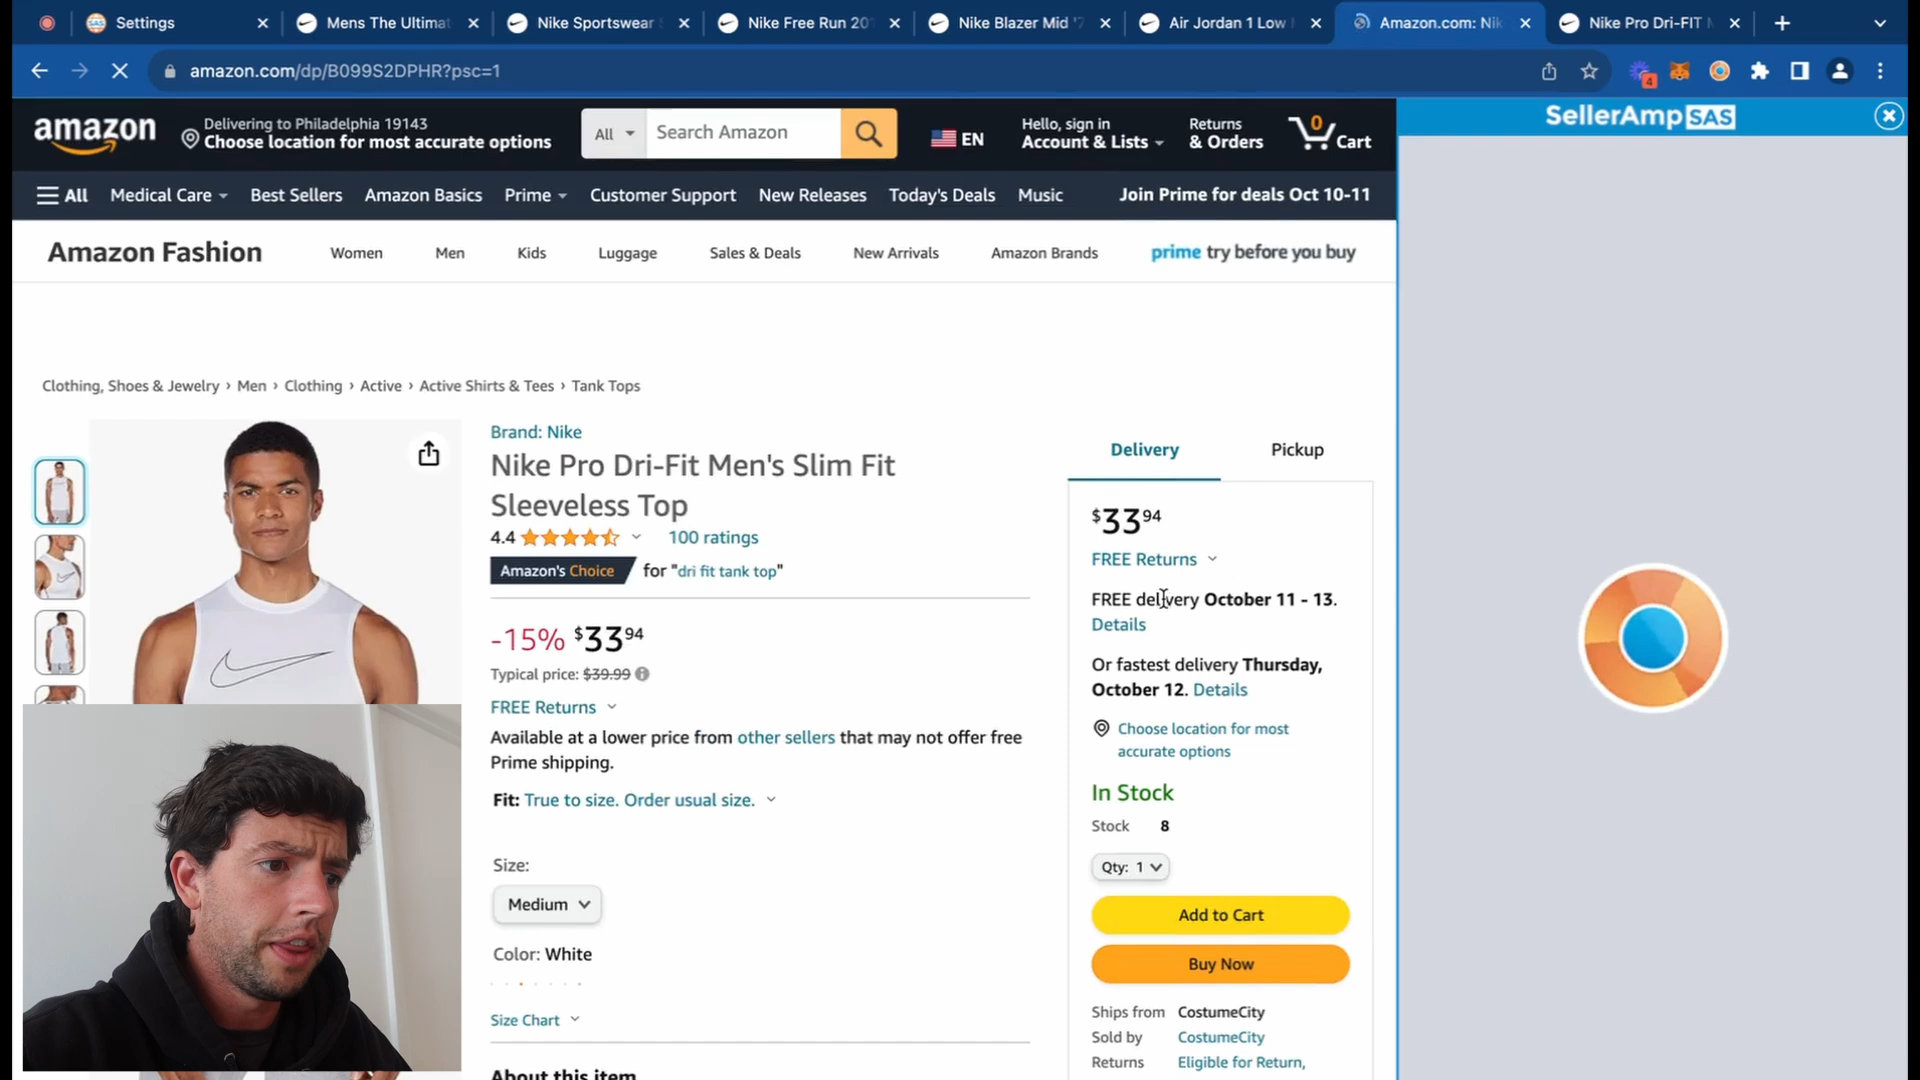 Settings
Mens The Ultimat
Nike Sportswear
Nike Free Run 20
Nike Blazer Mid '7
Air Jordan 1 Low
Amazon.com: Nik
Nike Pro Dri-FIT
amazon.com/dp/B099S2DPHR?psc=1
4
amazon
Delivering to Philadelphia 19143
Choose location for most accurate options
All
Search Amazon
EN
Hello, sign in
Account & Lists
Returns
& Orders
0
Cart
SellerAmp SAS
All
Medical Care
Best Sellers
Amazon Basics
Prime
Customer Support
New Releases
Today's Deals
Music
Join Prime for deals Oct 10-11
Amazon Fashion
Women
Men
Kids
Luggage
Sales & Deals
New Arrivals
Amazon Brands
prime try before you buy
Clothing, Shoes & Jewelry › Men › Clothing › Active › Active Shirts & Tees › Tank Tops
Brand: Nike
Nike Pro Dri-Fit Men's Slim Fit
Sleeveless Top
4.4
100 ratings
Amazon's Choice for "dri fit tank top"
-15% $33 94
Typical price: $39.99
FREE Returns
Available at a lower price from other sellers that may not offer free
Prime shipping.
Fit: True to size. Order usual size.
Size:
Medium
Color: White
Size Chart
About this item
Delivery
Pickup
$33 94
FREE Returns
FREE delivery October 11 - 13.
Details
Or fastest delivery Thursday,
October 12. Details
Choose location for most
accurate options
In Stock
Stock 8
Qty: 1
Add to Cart
Buy Now
Ships from CostumeCity
Sold by CostumeCity
Returns Eligible for Return,